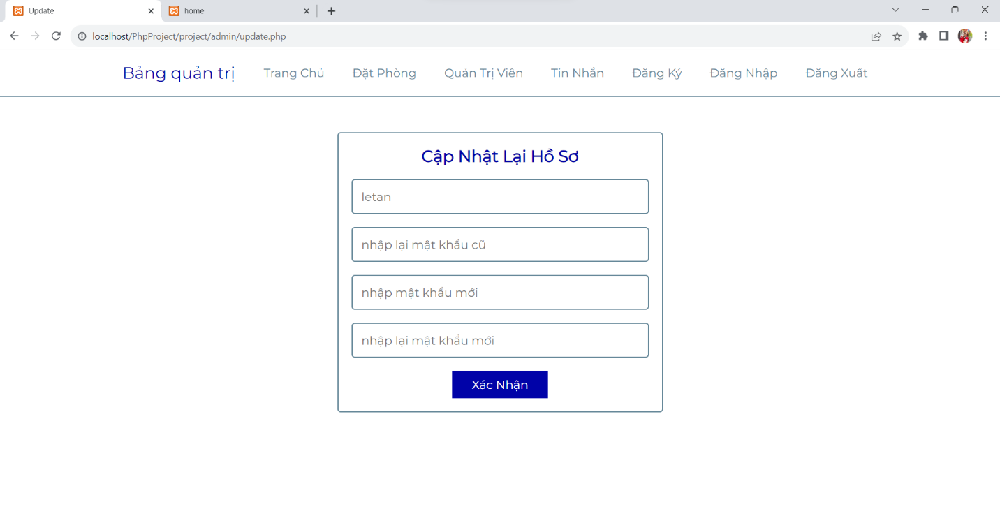 Update
home
localhost/PhpProject/project/admin/update.php
Bảng quản trị Trang Chủ Đặt Phòng Quản Trị Viên Tin Nhắn Đăng Ký Đăng Nhập Đăng Xuất
Cập Nhật Lại Hồ Sơ
letan
nhập lại mật khẩu cũ
nhập mật khẩu mới
nhập lại mật khẩu mới
Xác Nhận